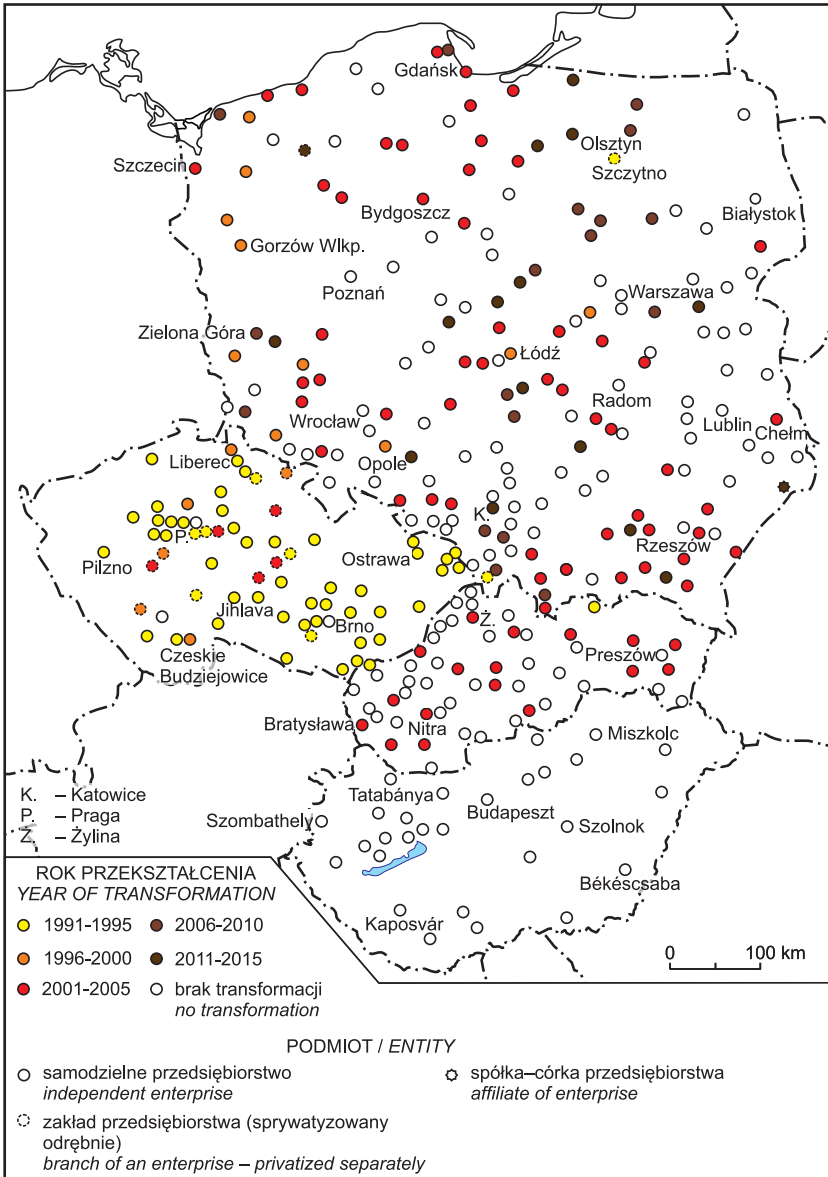 Gdańsk
Olsztyn
Szczytno
Szczecin
Bydgoszcz
Białystok
Gorzów Wlkp.
Poznań
Warszawa
Zielona Góra
Łódź
Radom
Wrocław
Lublin
Chełm
Liberec
Opole
K.
P.
Ostrawa
Rzeszów
Pilzno
Jihlava
Brno
Ż.
Czeskie
Budziejowice
Preszów
Bratysława
Nitra
Miszkolc
K. – Katowice
P. – Praga
Ż – Żylina
Tatabánya
Budapeszt
Szombathely
Szolnok
Békéscsaba
Kaposvár
0 100 km
ROK PRZEKSZTAŁCENIA
YEAR OF TRANSFORMATION
1991-1995 2006-2010
1996-2000 2011-2015
2001-2005 brak transformacji
no transformation
PODMIOT / ENTITY
samodzielne przedsiębiorstwo
independent enterprise
spółka–córka przedsiębiorstwa
affiliate of enterprise
zakład przedsiębiorstwa (sprywatyzowany
odrębnie)
branch of an enterprise – privatized separately